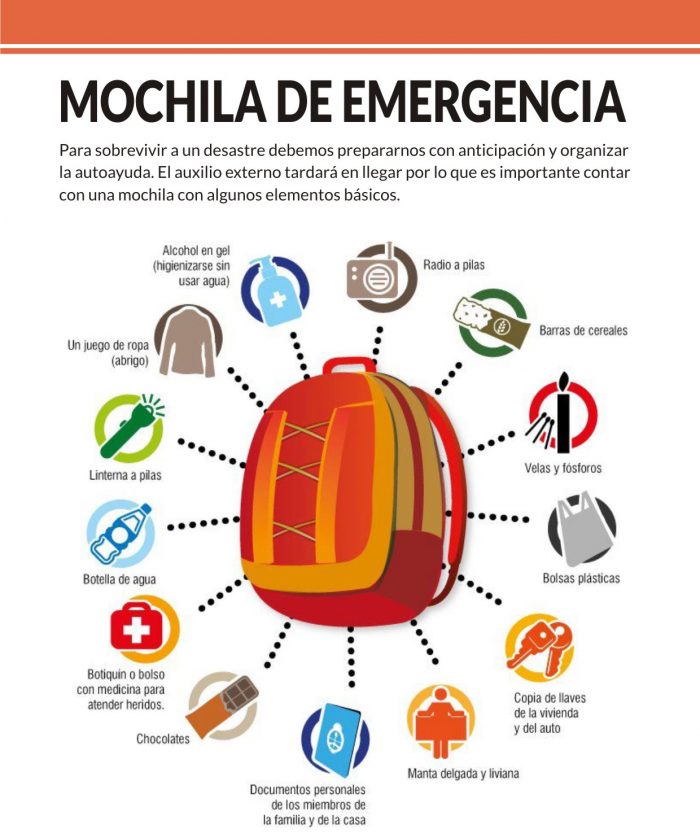 MOCHILA DE EMERGENCIA
Para sobrevivir a un desastre debemos prepararnos con anticipación y organizar
la autoayuda. El auxilio externo tardará en llegar por lo que es importante contar
con una mochila con algunos elementos básicos.
Alcohol en gel
(higienizarse sin
usar agua)
Radio a pilas
Barras de cereales
Un juego de ropa
(abrigo)
Velas y fósforos
Linterna a pilas
Bolsas plásticas
Botella de agua
Botiquín o bolso
con medicina para
atender heridos.
Copia de llaves
de la vivienda
y del auto
Chocolates
Manta delgada y liviana
Documentos personales
de los miembros de
la familia y de la casa